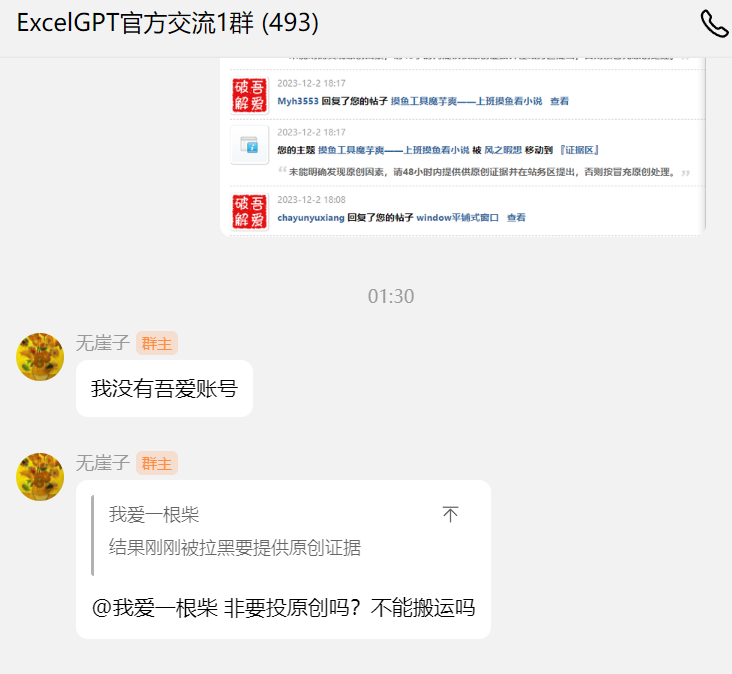 ExcelGPT官方交流1群 (493)
2023-12-2 18:17
吾爱破解
Myh3553 回复了您的帖子 摸鱼工具魔芋爽——上班摸鱼看小说 查看
2023-12-2 18:17
您的主题 摸鱼工具魔芋爽——上班摸鱼看小说 被 风之暇想 移动到 『证据区』
未能明确发现原创因素，请48小时内提供供原创证据并在站务区提出，否则按冒充原创处理。
2023-12-2 18:08
吾爱破解
chayunyuxiang 回复了您的帖子 window平铺式窗口 查看
01:30
无崖子 群主
我没有吾爱账号
无崖子 群主
我爱一根柴
结果刚刚被拉黑要提供原创证据
@我爱一根柴 非要投原创吗？不能搬运吗